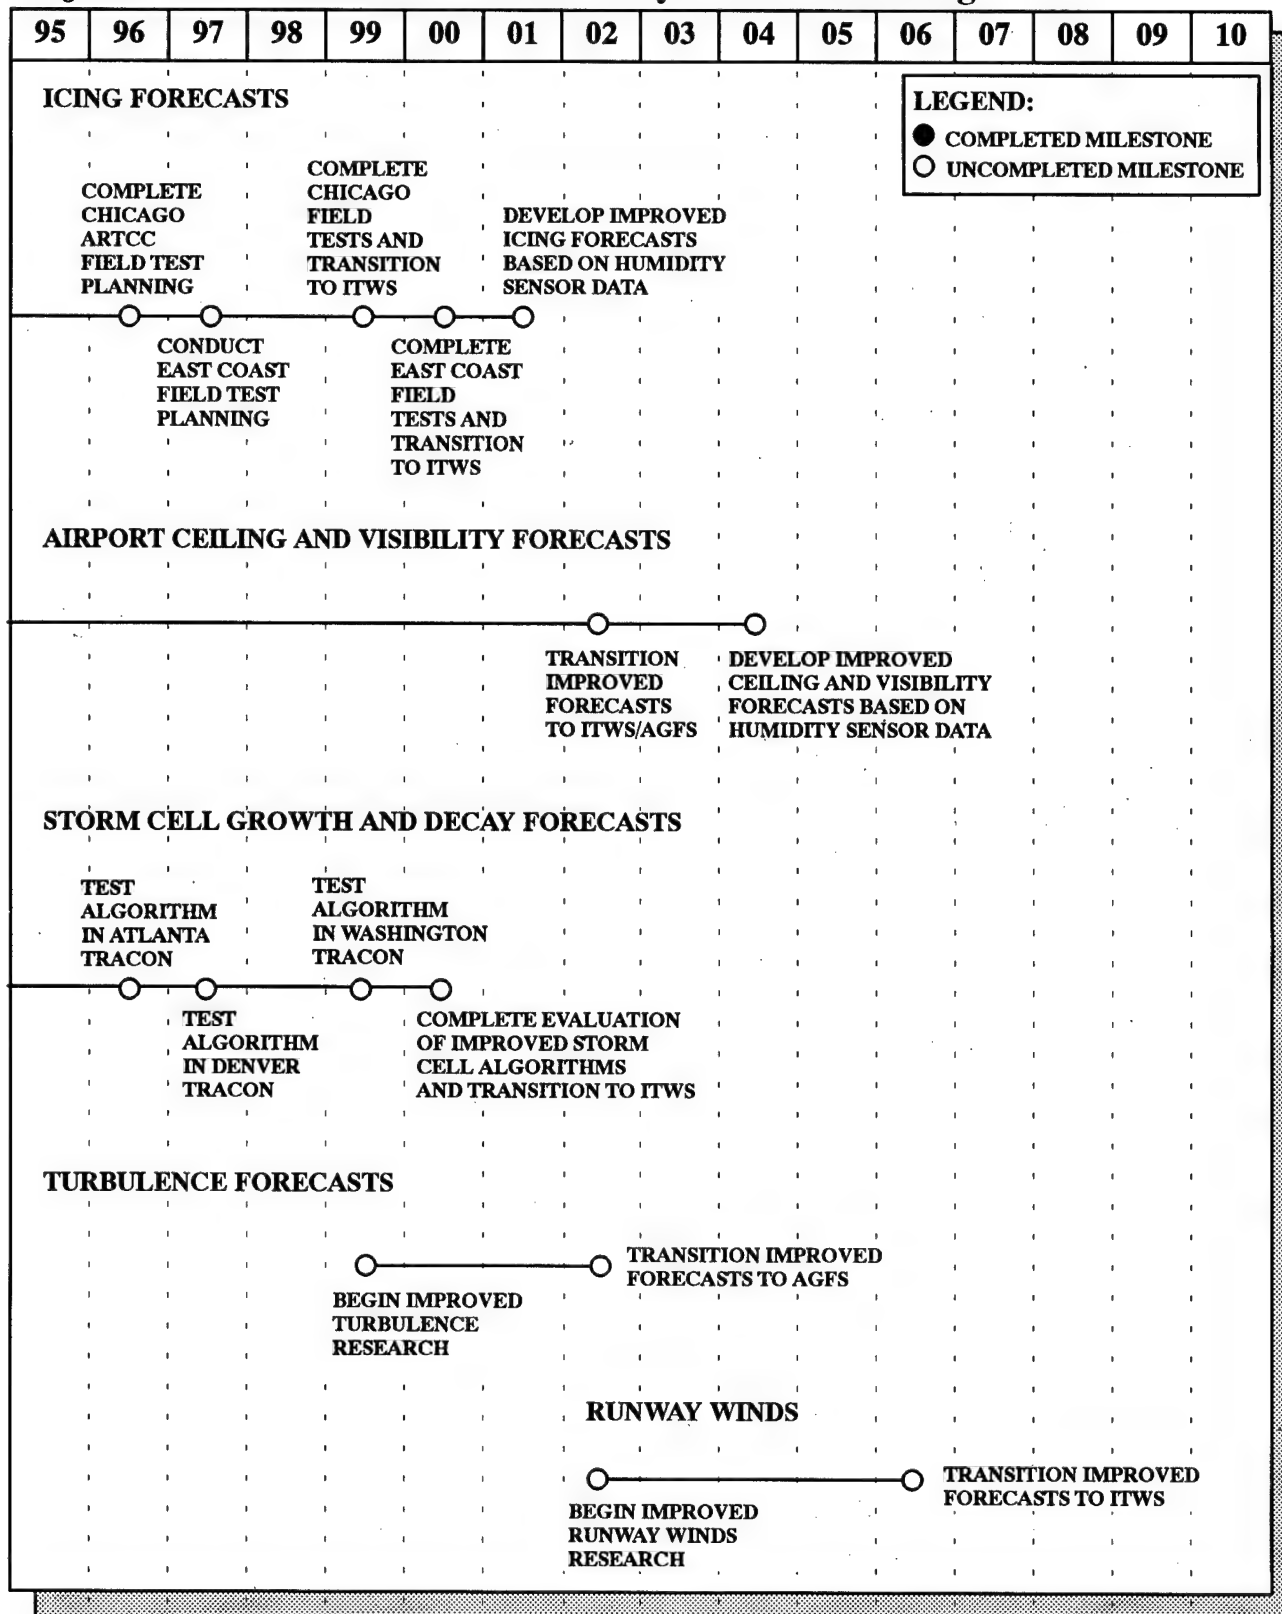 95 96 97 98 99 00 01 02 03 04 05 06 07 08 09 10
ICING FORECASTS
LEGEND:
COMPLETED MILESTONE
UNCOMPLETED MILESTONE
COMPLETE
CHICAGO
ARTCC
FIELD TEST
PLANNING
COMPLETE
CHICAGO
FIELD
TESTS AND
TRANSITION
TO ITWS
DEVELOP IMPROVED
ICING FORECASTS
BASED ON HUMIDITY
SENSOR DATA
CONDUCT
EAST COAST
FIELD TEST
PLANNING
COMPLETE
EAST COAST
FIELD
TESTS AND
TRANSITION
TO ITWS
AIRPORT CEILING AND VISIBILITY FORECASTS
TRANSITION
IMPROVED
FORECASTS
TO ITWS/AGFS
DEVELOP IMPROVED
CEILING AND VISIBILITY
FORECASTS BASED ON
HUMIDITY SENSOR DATA
STORM CELL GROWTH AND DECAY FORECASTS
TEST
ALGORITHM
IN ATLANTA
TRACON
TEST
ALGORITHM
IN WASHINGTON
TRACON
TEST
ALGORITHM
IN DENVER
TRACON
COMPLETE EVALUATION
OF IMPROVED STORM
CELL ALGORITHMS
AND TRANSITION TO ITWS
TURBULENCE FORECASTS
TRANSITION IMPROVED
FORECASTS TO AGFS
BEGIN IMPROVED
TURBULENCE
RESEARCH
RUNWAY WINDS
TRANSITION IMPROVED
FORECASTS TO ITWS
BEGIN IMPROVED
RUNWAY WINDS
RESEARCH